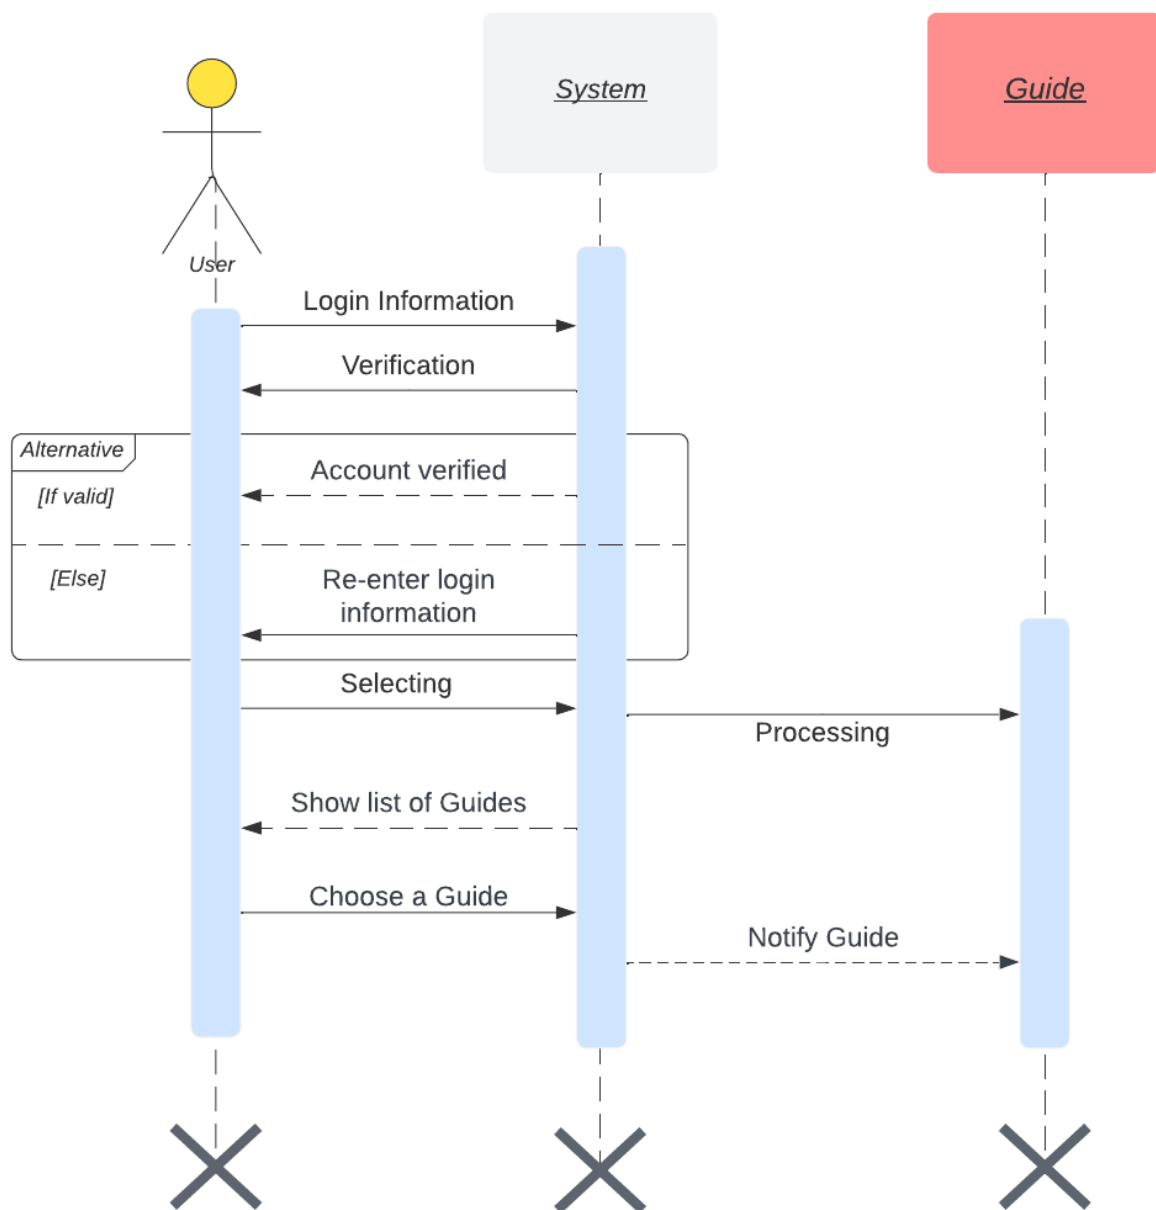 System
Guide
User
Login Information
Verification
Alternative
Account verified
[If valid]
[Else]
Re-enter login
information
Selecting
Processing
Show list of Guides
Choose a Guide
Notify Guide